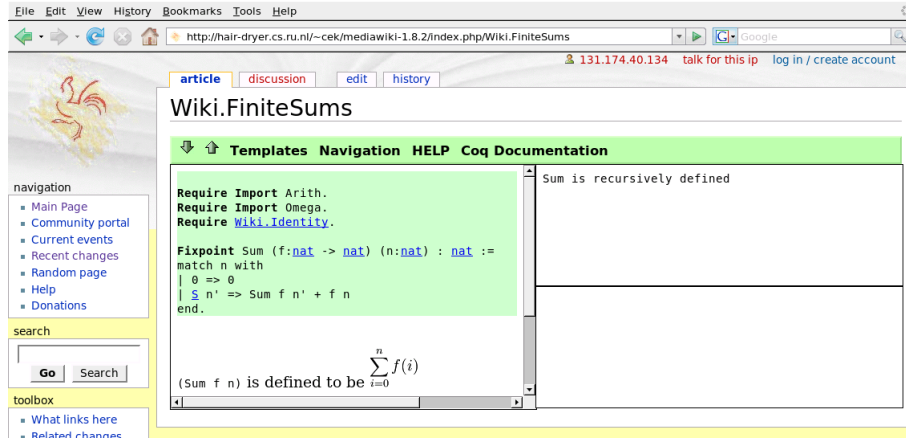 File Edit View History Bookmarks Tools Help
http://hair-dryer.cs.ru.nl/~cek/mediawiki-1.8.2/index.php/Wiki.FiniteSums
G Google
131.174.40.134 talk for this ip log in / create account
article discussion edit history
Wiki.FiniteSums
Templates Navigation HELP Coq Documentation
Require Import Arith.
Require Import Omega.
Require Wiki.Identity.
Fixpoint Sum (f:nat -> nat) (n:nat) : nat :=
match n with
| 0 => 0
| S n' => Sum f n' + f n
end.
(Sum f n) is defined to be \sum_{i=0}^{n} f(i)
Sum is recursively defined
navigation
Main Page
Community portal
Current events
Recent changes
Random page
Help
Donations
search
Go Search
toolbox
What links here
Related changes